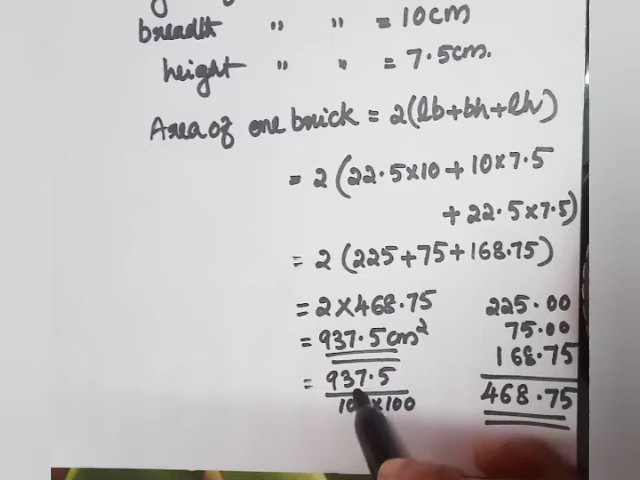 breadth " " = 10cm
height " " = 7.5cm.
Area of one brick = 2(lb+bh+lh)
= 2(22.5×10+10×7.5
+22.5×7.5)
= 2(225+75+168.75)
= 2×468.75
= 937.5cm²
= 937.5
100×100
225.00
75.00
168.75
468.75